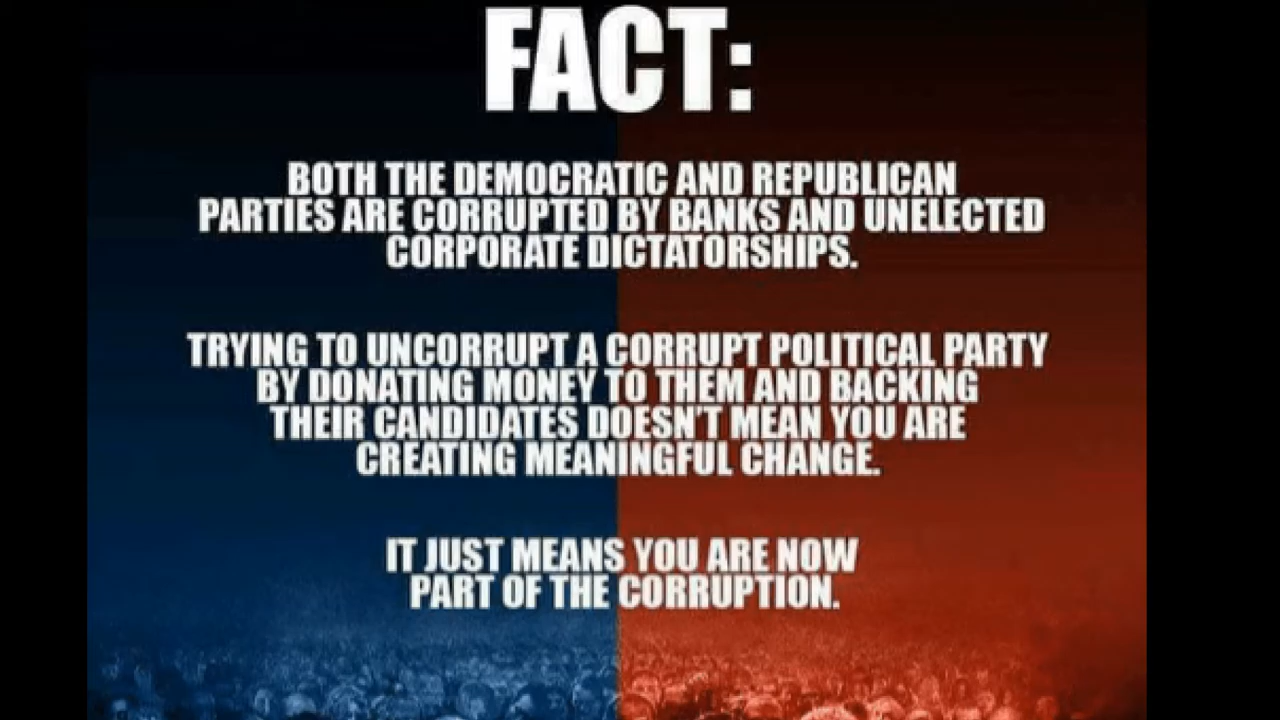 FACT:
BOTH THE DEMOCRATIC AND REPUBLICAN
PARTIES ARE CORRUPTED BY BANKS AND UNELECTED
CORPORATE DICTATORSHIPS.
TRYING TO UNCORRUPT A CORRUPT POLITICAL PARTY
BY DONATING MONEY TO THEM AND BACKING
THEIR CANDIDATES DOESN'T MEAN YOU ARE
CREATING MEANINGFUL CHANGE.
IT JUST MEANS YOU ARE NOW
PART OF THE CORRUPTION.